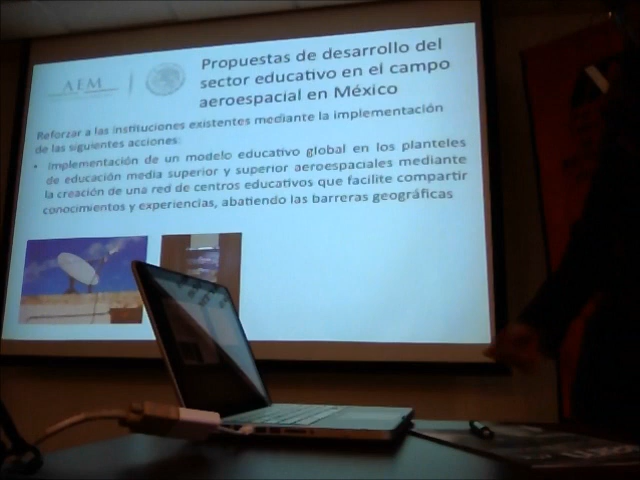 AEM
Propuestas de desarrollo del
sector educativo en el campo
aeroespacial en México
Reforzar a las instituciones existentes mediante la implementación
de las siguientes acciones:
• Implementación de un modelo educativo global en los planteles
de educación media superior y superior aeroespaciales mediante
la creación de una red de centros educativos que facilite compartir
conocimientos y experiencias, abatiendo las barreras geográficas